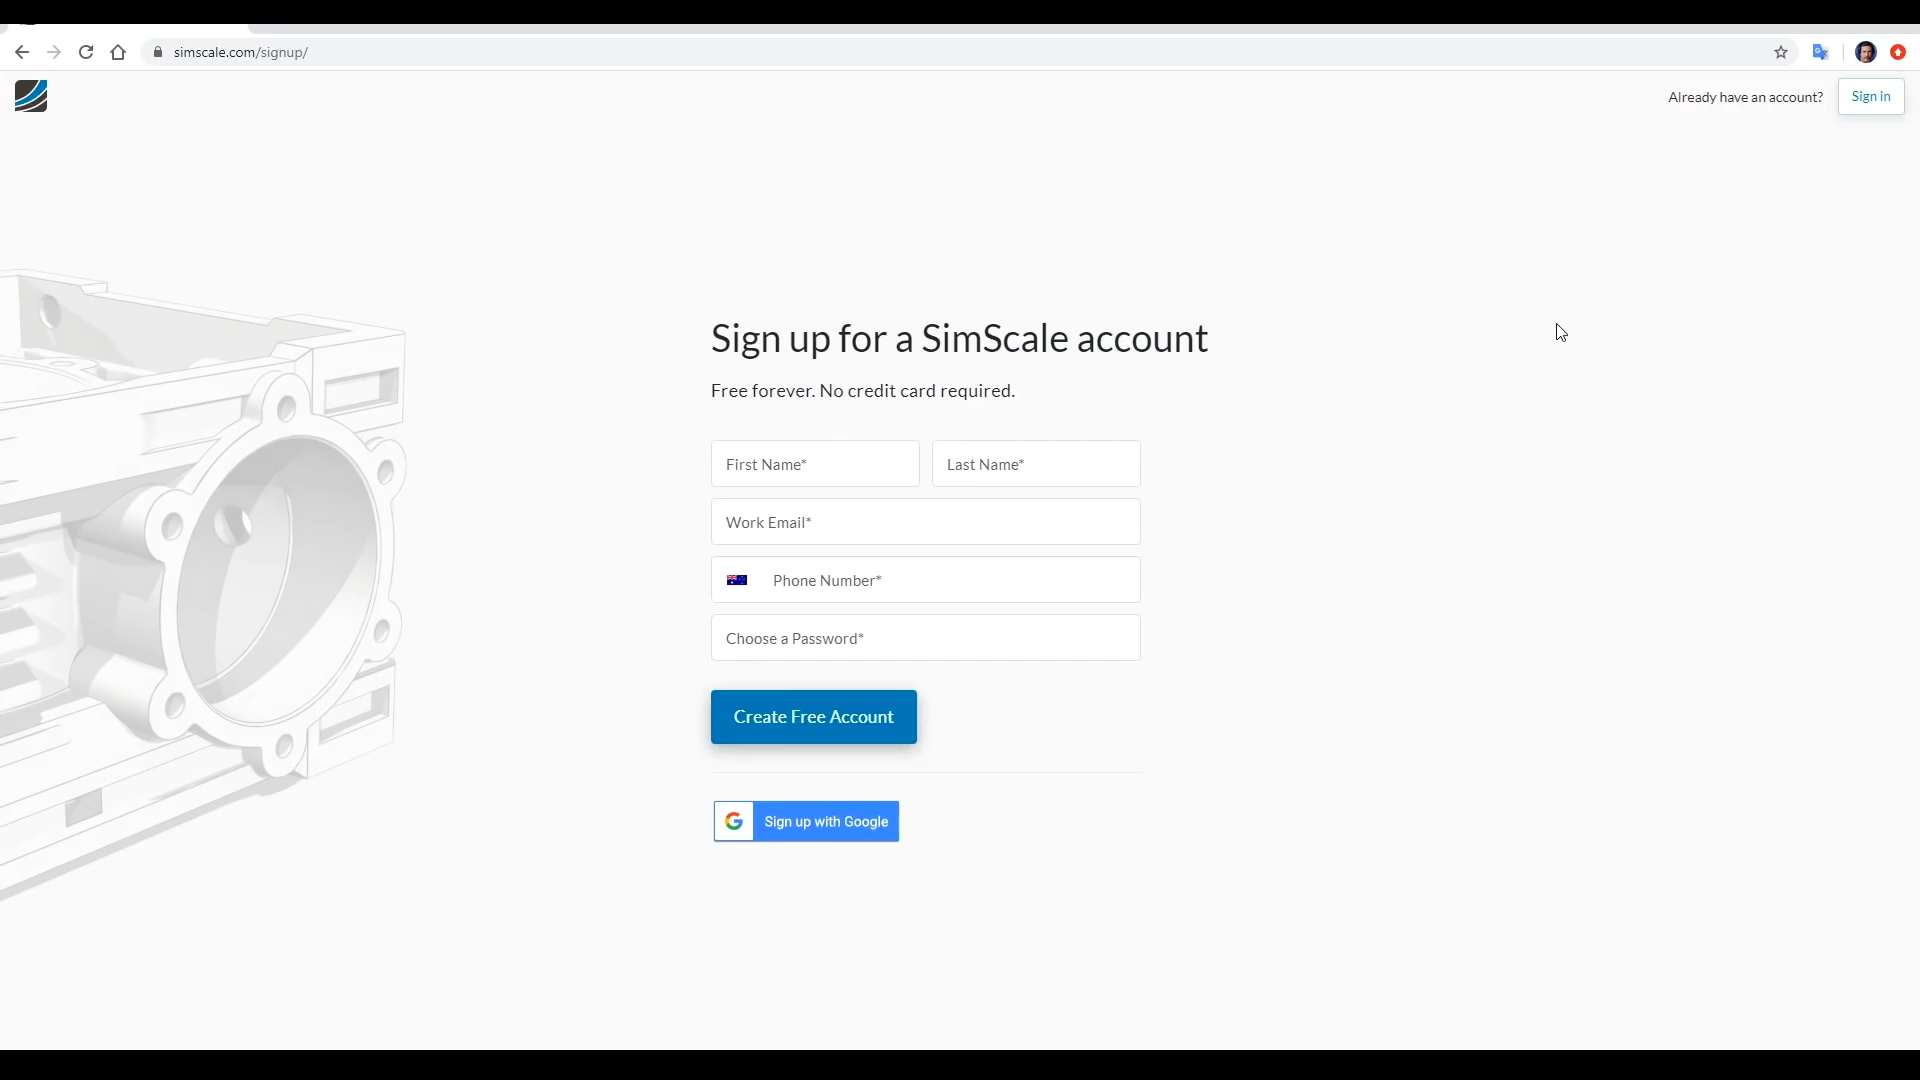 simscale.com/signup/
Already have an account?
Sign in
Sign up for a SimScale account
Free forever. No credit card required.
First Name*
Last Name*
Work Email*
Phone Number*
Choose a Password*
Create Free Account
Sign up with Google